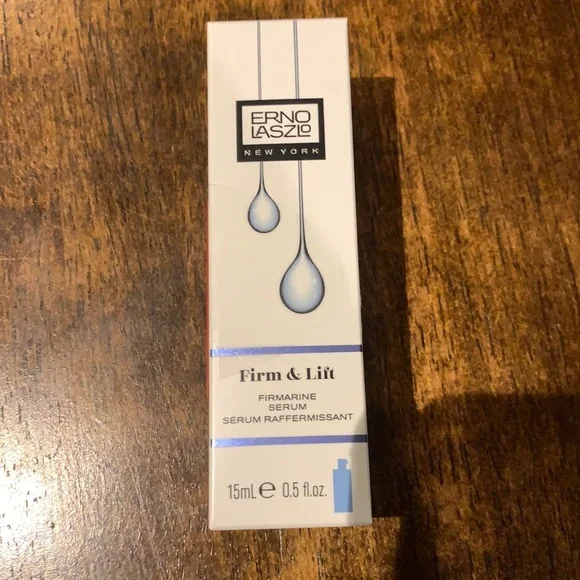 ERNO
LASZLO
NEW YORK
Firm & Lift
FIRMARINE
SERUM
SÉRUM RAFFERMISSANT
15mL ℮ 0.5 fl.oz.